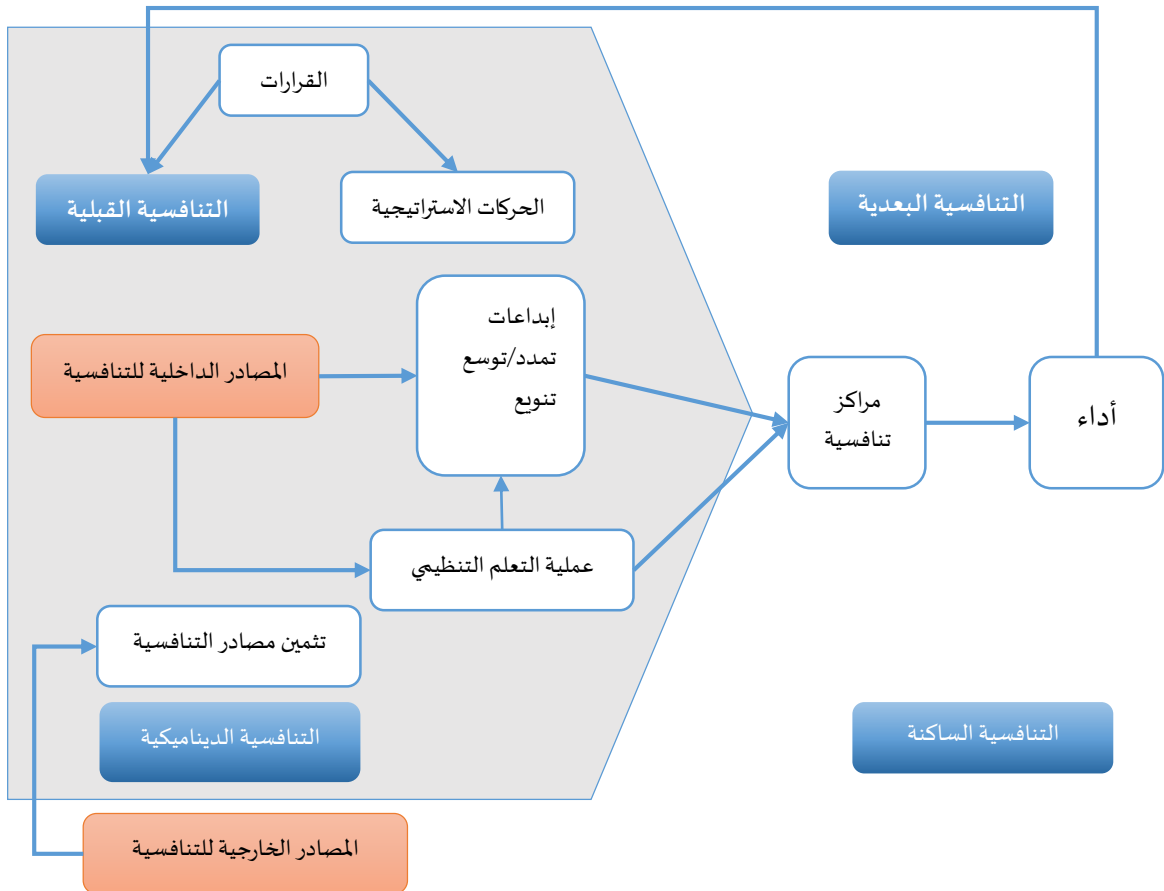 القرارات
التنافسية القبلية
الحركات الاستراتيجية
التنافسية البعدية
إبداعات
تمدد/توسع
تنويع
المصادر الداخلية للتنافسية
مراكز
تنافسية
أداء
عملية التعلم التنظيمي
تثمين مصادر التنافسية
التنافسية الديناميكية
التنافسية الساكنة
المصادر الخارجية للتنافسية